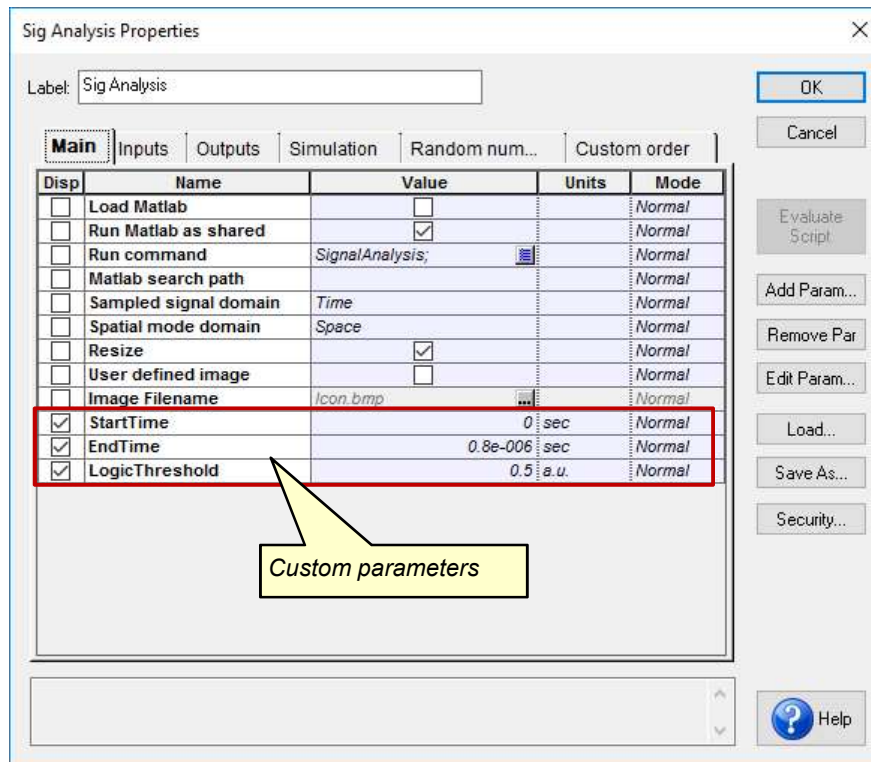 Sig Analysis Properties
Label: Sig Analysis
OK
Cancel
Main Inputs Outputs Simulation Random num... Custom order
Disp Name Value Units Mode
Load Matlab Normal
Run Matlab as shared Normal
Run command SignalAnalysis; Normal
Matlab search path Normal
Sampled signal domain Time Normal
Spatial mode domain Space Normal
Resize Normal
User defined image Normal
Image Filename Icon.bmp ... Normal
StartTime 0 sec Normal
EndTime 0.8e-006 sec Normal
LogicThreshold 0.5 a.u. Normal
Custom parameters
Evaluate
Script
Add Param...
Remove Par
Edit Param...
Load...
Save As...
Security...
Help